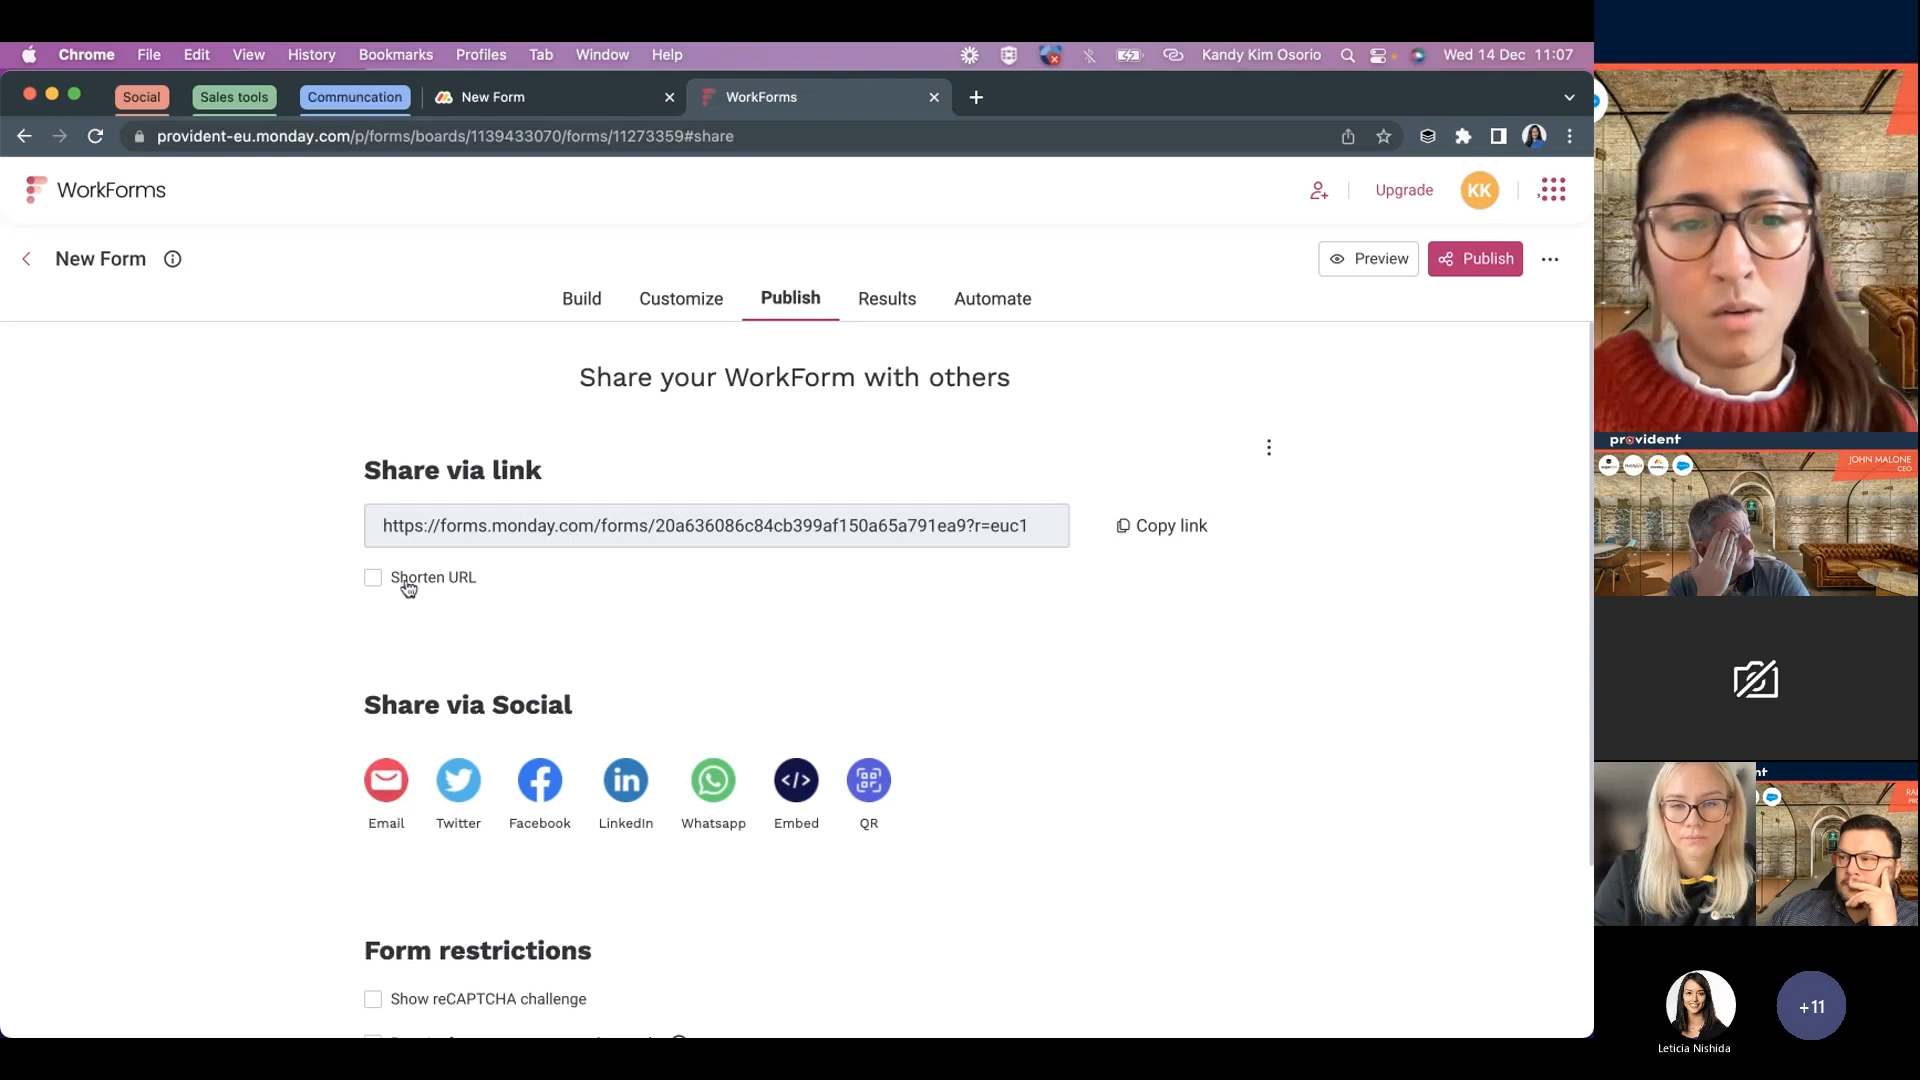 Chrome File Edit View History Bookmarks Profiles Tab Window Help Kandy Kim Osorio Wed 14 Dec 11:07
Social Sales tools Communcation New Form WorkForms
provident-eu.monday.com/p/forms/boards/1139433070/forms/11273359#share
WorkForms Upgrade KK
New Form Preview Publish
Build Customize Publish Results Automate
Share your WorkForm with others
Share via link
https://forms.monday.com/forms/20a636086c84cb399af150a65a791ea9?r=euc1 Copy link
Shorten URL
Share via Social
Email Twitter Facebook LinkedIn Whatsapp Embed QR
Form restrictions
Show reCAPTCHA challenge
provident
JOHN MALONE
CEO
Leticia Nishida
+11